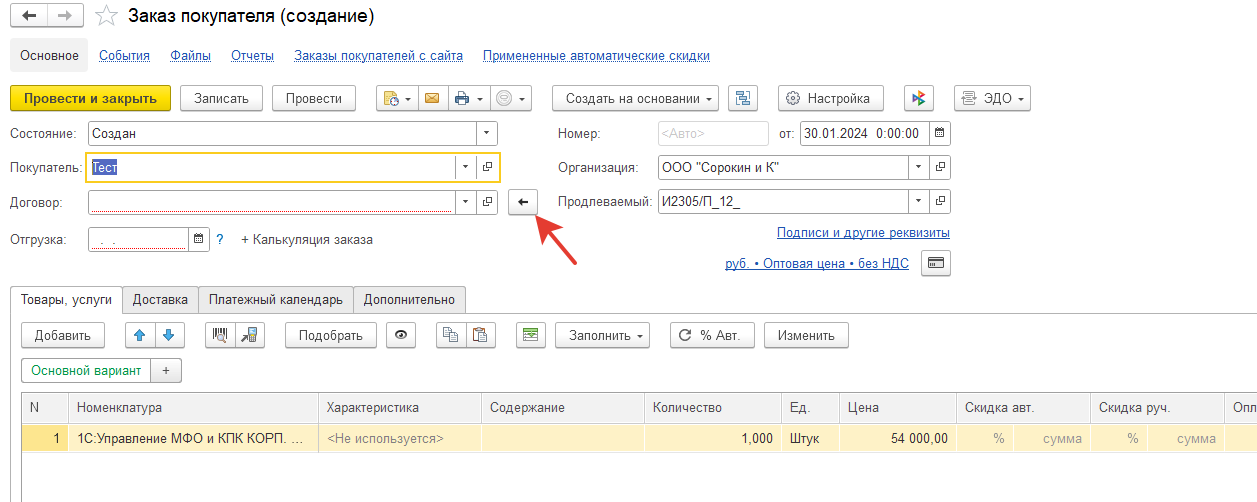 Заказ покупателя (создание)
Основное События Файлы Отчеты Заказы покупателей с сайта Примененные автоматические скидки
Провести и закрыть Записать Провести Создать на основании Настройка ЭДО
Состояние: Создан Номер: <Авто> от: 30.01.2024 0:00:00
Покупатель: Тест Организация: ООО "Сорокин и К"
Договор: Продлеваемый: И2305/П_12_
Отгрузка: . . ? + Калькуляция заказа Подписи и другие реквизиты
руб. • Оптовая цена • без НДС
Товары, услуги Доставка Платежный календарь Дополнительно
Добавить Подобрать Заполнить % Авт. Изменить
Основной вариант +
N Номенклатура Характеристика Содержание Количество Ед. Цена Скидка авт. Скидка руч. Опл
1 1С:Управление МФО и КПК КОРП. ... <Не используется> 1,000 Штук 54 000,00 % сумма % сумма